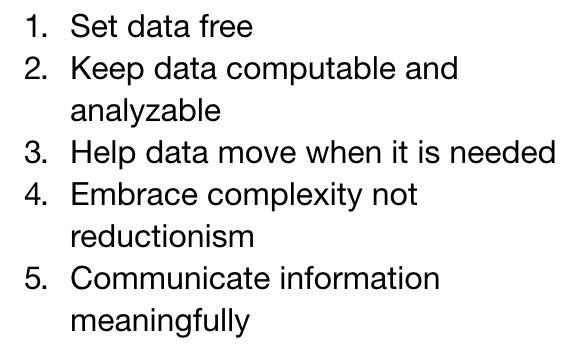 1. Set data free
2. Keep data computable and
analyzable
3. Help data move when it is needed
4. Embrace complexity not
reductionism
5. Communicate information
meaningfully